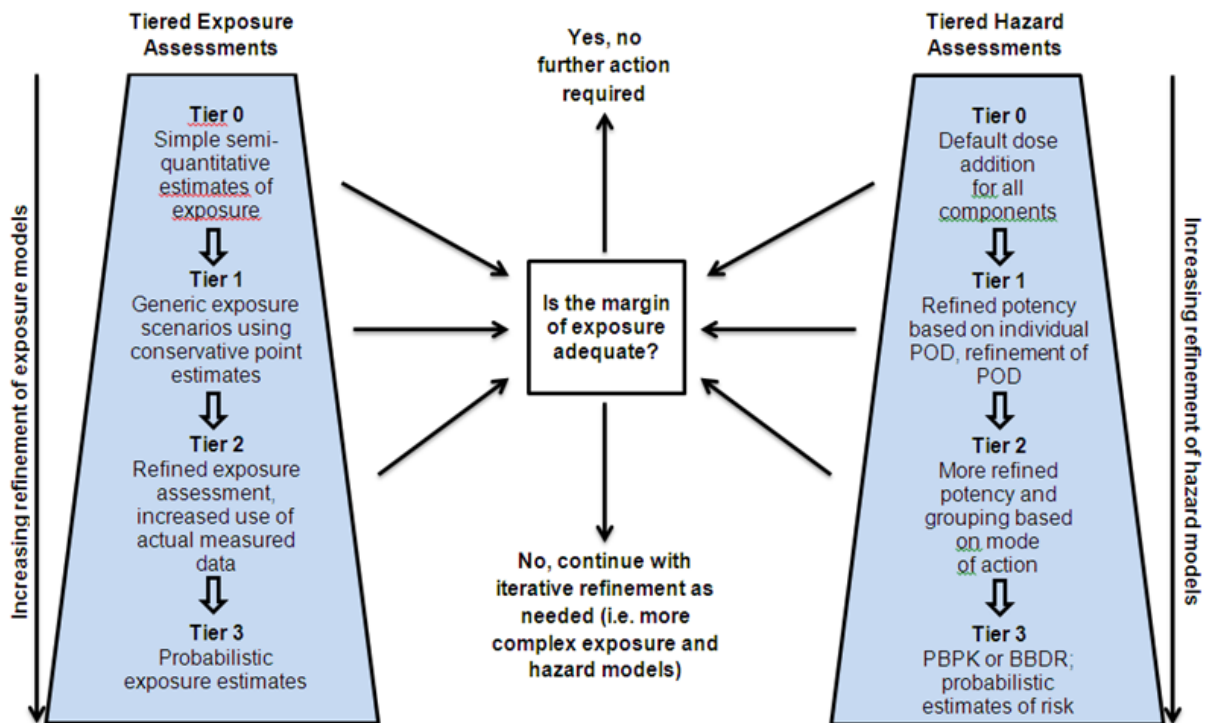 Tiered Exposure
Assessments
Tier 0
Simple semi-
quantitative
estimates of
exposure
Tier 1
Generic exposure
scenarios using
conservative point
estimates
Tier 2
Refined exposure
assessment,
increased use of
actual measured
data
Tier 3
Probabilistic
exposure estimates
Increasing refinement of exposure models
Yes, no
further action
required
Is the margin
of exposure
adequate?
No, continue with
iterative refinement as
needed (i.e. more
complex exposure and
hazard models)
Tiered Hazard
Assessments
Tier 0
Default dose
addition
for all
components
Tier 1
Refined potency
based on individual
POD, refinement of
POD
Tier 2
More refined
potency and
grouping based
on mode
of action
Tier 3
PBPK or BBDR;
probabilistic
estimates of risk
Increasing refinement of hazard models